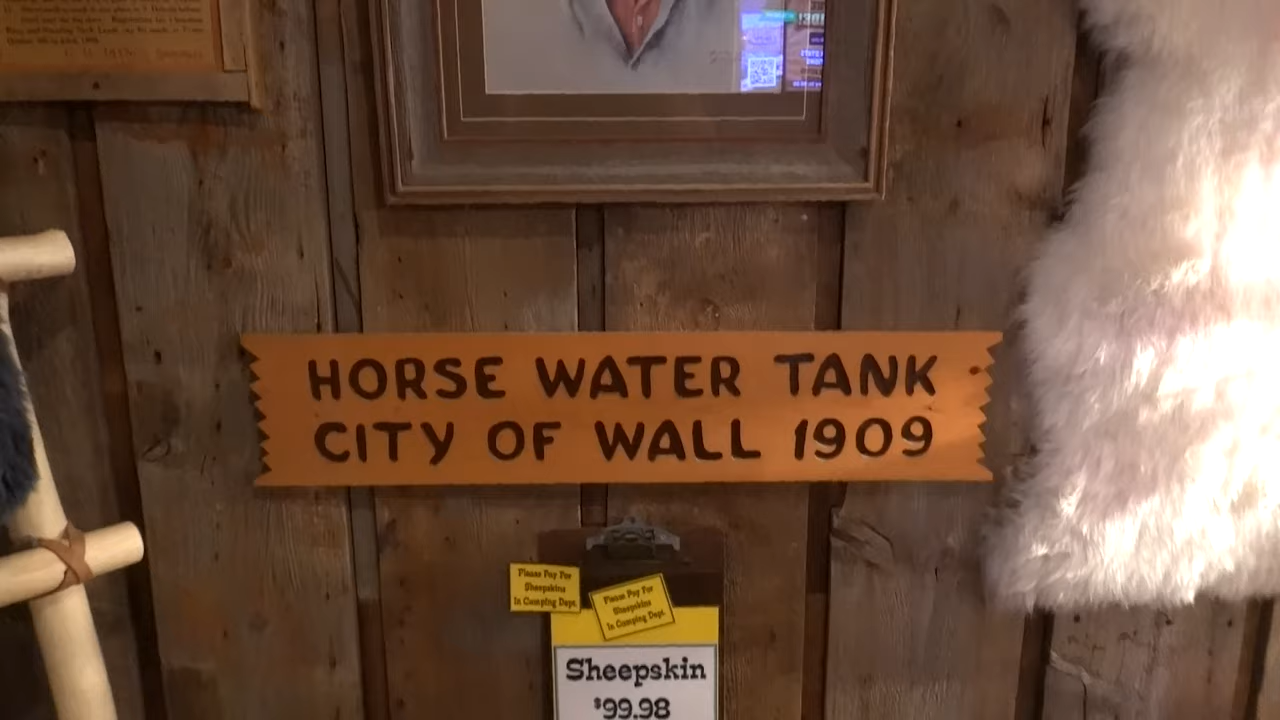 HORSE WATER TANK
CITY OF WALL 1909
Please Pay For
Sheepskins
In Camping Dept.
Please Pay For
Sheepskins
In Camping Dept.
Sheepskin
$99.98